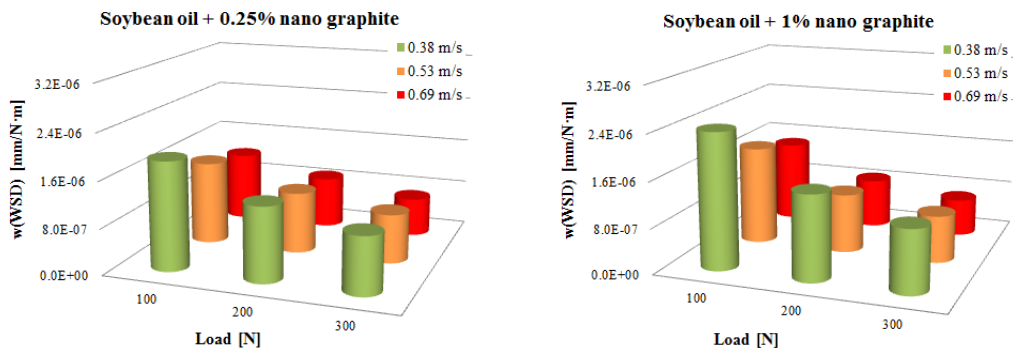 Soybean oil + 0.25% nano graphite
0.38 m/s
0.53 m/s
0.69 m/s
3.2E-06
2.4E-06
1.6E-06
8.0E-07
0.0E+00
w(WSD) [mm/N·m]
100
200
300
Load [N]
Soybean oil + 1% nano graphite
0.38 m/s
0.53 m/s
0.69 m/s
3.2E-06
2.4E-06
1.6E-06
8.0E-07
0.0E+00
w(WSD) [mm/N·m]
100
200
300
Load [N]